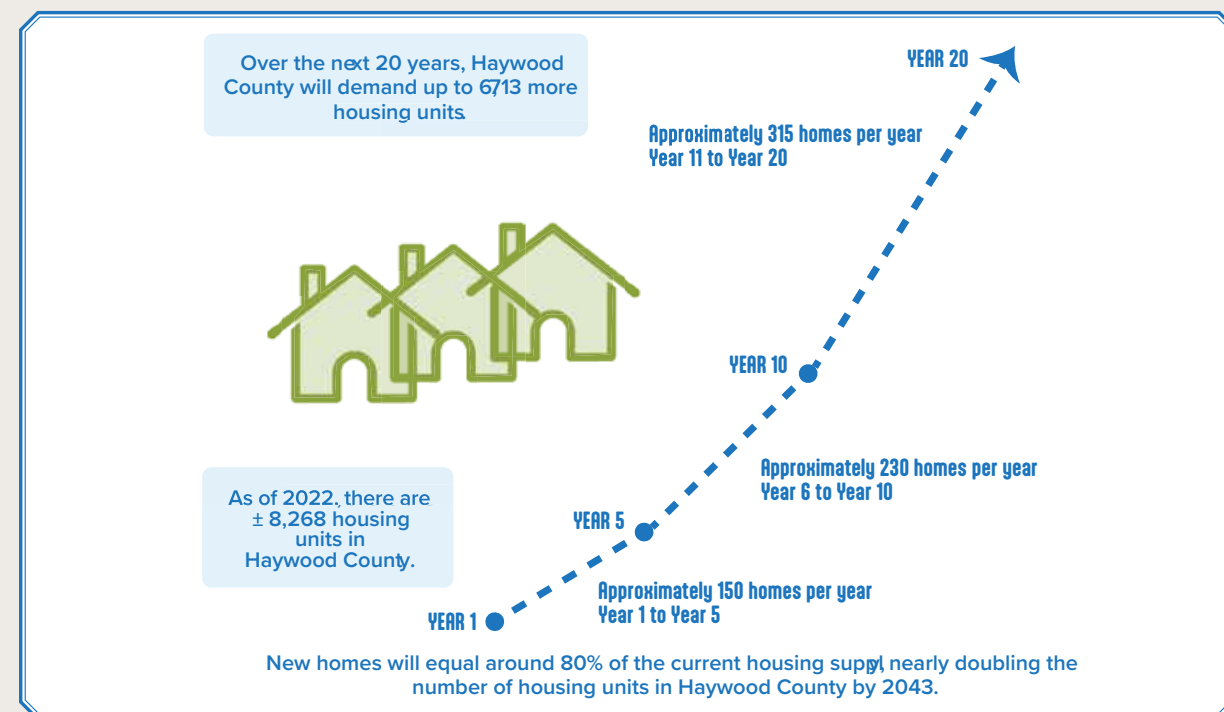 Over the next 20 years, Haywood
County will demand up to 6,713 more
housing units.
YEAR 20
Approximately 315 homes per year
Year 11 to Year 20
YEAR 10
Approximately 230 homes per year
Year 6 to Year 10
As of 2022, there are
± 8,268 housing
units in
Haywood County.
YEAR 5
Approximately 150 homes per year
Year 1 to Year 5
YEAR 1
New homes will equal around 80% of the current housing supply, nearly doubling the
number of housing units in Haywood County by 2043.